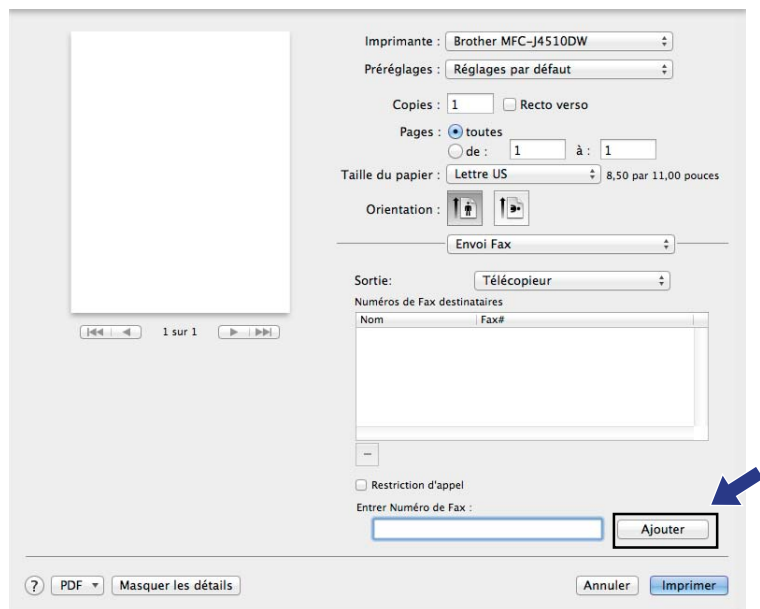 Imprimante : Brother MFC-J4510DW
Préréglages : Réglages par défaut
Copies : 1 Recto verso
Pages : toutes
de : 1 à : 1
Taille du papier : Lettre US 8,50 par 11,00 pouces
Orientation :
Envoi Fax
Sortie: Télécopieur
Numéros de Fax destinataires
Nom Fax#
1 sur 1
–
Restriction d'appel
Entrer Numéro de Fax :
Ajouter
? PDF Masquer les détails Annuler Imprimer